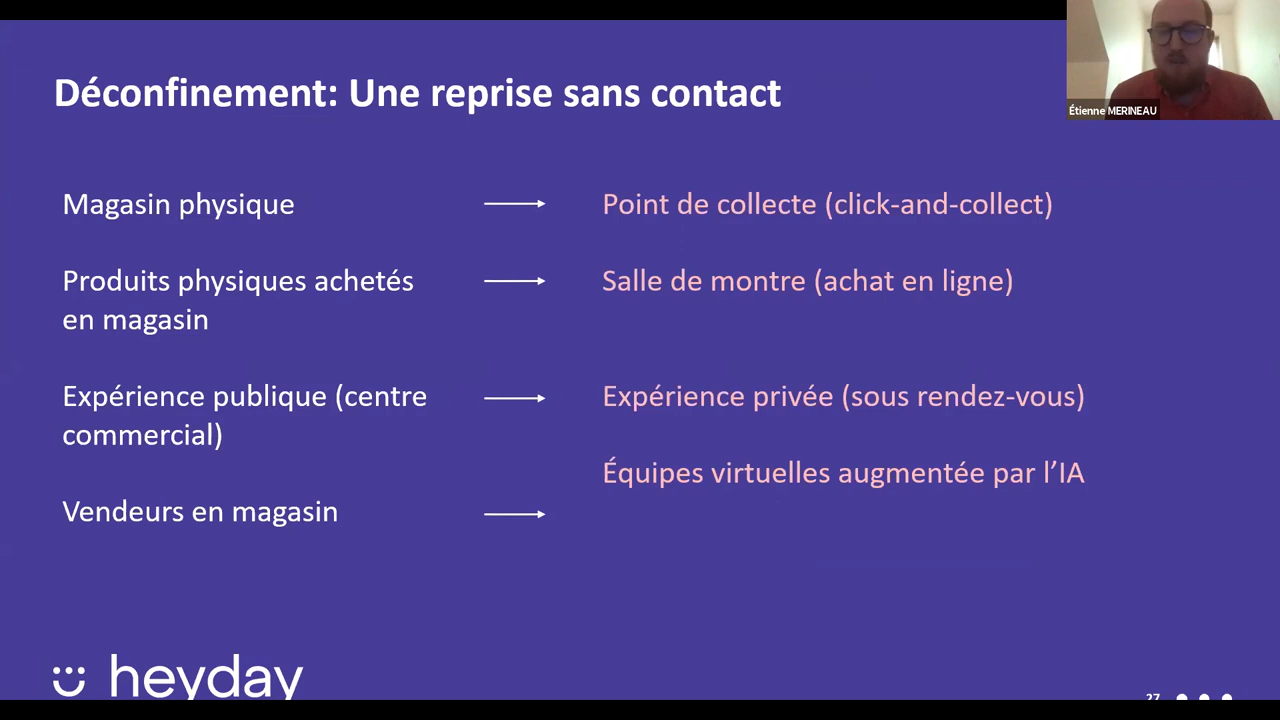 Déconfinement: Une reprise sans contact
Étienne MERINEAU
Magasin physique
Point de collecte (click-and-collect)
Produits physiques achetés
en magasin
Salle de montre (achat en ligne)
Expérience publique (centre
commercial)
Expérience privée (sous rendez-vous)
Vendeurs en magasin
Équipes virtuelles augmentée par l’IA
heyday
27